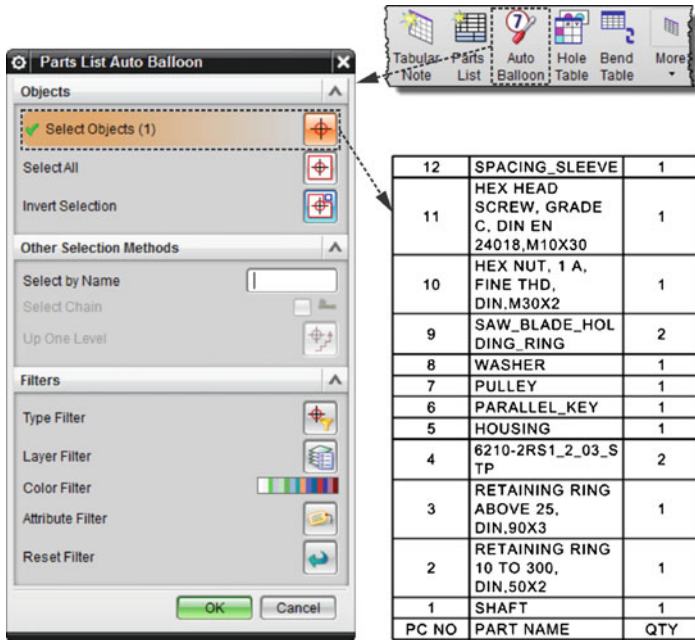 Parts List Auto Balloon
Objects
Select Objects (1)
Select All
Invert Selection
Other Selection Methods
Select by Name
Select Chain
Up One Level
Filters
Type Filter
Layer Filter
Color Filter
Attribute Filter
Reset Filter
OK Cancel
Tabular Parts Auto Hole Bend More
Note List Balloon Table Table
7
12 SPACING_SLEEVE 1
HEX HEAD
SCREW, GRADE
11 C, DIN EN 1
24018,M10X30
HEX NUT, 1 A,
10 FINE THD, 1
DIN,M30X2
9 SAW_BLADE_HOL 2
DING_RING
8 WASHER 1
7 PULLEY 1
6 PARALLEL_KEY 1
5 HOUSING 1
4 6210-2RS1_2_03_S 2
TP
RETAINING RING
3 ABOVE 25, 1
DIN,90X3
RETAINING RING
2 10 TO 300, 1
DIN,50X2
1 SHAFT 1
PC NO PART NAME QTY